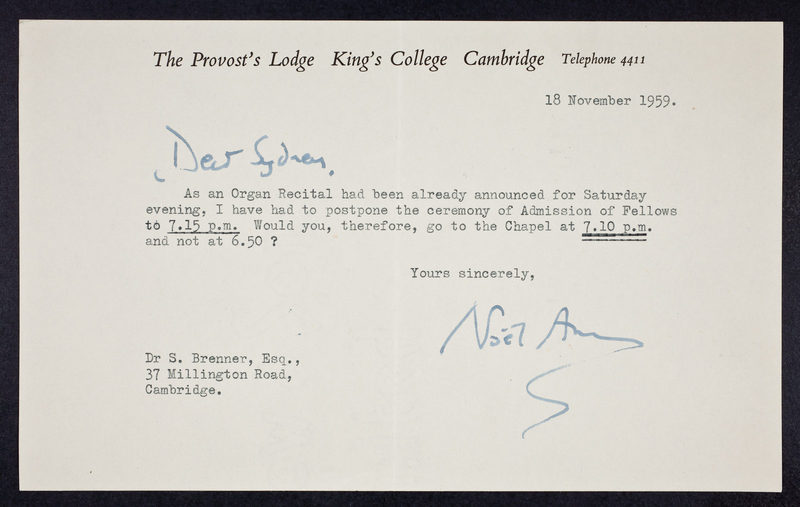 The Provost's Lodge King's College Cambridge Telephone 4411
18 November 1959.
Dear Sydney,
As an Organ Recital had been already announced for Saturday
evening, I have had to postpone the ceremony of Admission of Fellows
to 7.15 p.m. Would you, therefore, go to the Chapel at 7.10 p.m.
and not at 6.50 ?
Yours sincerely,
Noël Annan
Dr S. Brenner, Esq.,
37 Millington Road,
Cambridge.